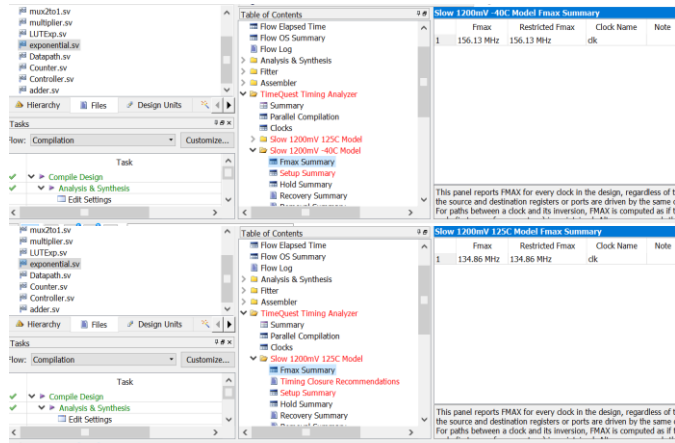 mux2to1.sv
multiplier.sv
LUTExp.sv
exponential.sv
Datapath.sv
Counter.sv
Controller.sv
adder.sv
Hierarchy Files Design Units
Tasks
Flow: Compilation Customize...
Task
Compile Design
Analysis & Synthesis
Edit Settings
Table of Contents
Flow Elapsed Time
Flow OS Summary
Flow Log
Analysis & Synthesis
Fitter
Assembler
TimeQuest Timing Analyzer
Summary
Parallel Compilation
Clocks
Slow 1200mV 125C Model
Slow 1200mV -40C Model
Fmax Summary
Setup Summary
Hold Summary
Recovery Summary
Slow 1200mV -40C Model Fmax Summary
Fmax Restricted Fmax Clock Name Note
1 156.13 MHz 156.13 MHz clk
This panel reports FMAX for every clock in the design, regardless of t
the source and destination registers or ports are driven by the same c
For paths between a clock and its inversion, FMAX is computed as if t
mux2to1.sv
multiplier.sv
LUTExp.sv
exponential.sv
Datapath.sv
Counter.sv
Controller.sv
adder.sv
Hierarchy Files Design Units
Tasks
Flow: Compilation Customize...
Task
Compile Design
Analysis & Synthesis
Edit Settings
Table of Contents
Flow Elapsed Time
Flow OS Summary
Flow Log
Analysis & Synthesis
Fitter
Assembler
TimeQuest Timing Analyzer
Summary
Parallel Compilation
Clocks
Slow 1200mV 125C Model
Fmax Summary
Timing Closure Recommendations
Setup Summary
Hold Summary
Recovery Summary
Slow 1200mV 125C Model Fmax Summary
Fmax Restricted Fmax Clock Name Note
1 134.86 MHz 134.86 MHz clk
This panel reports FMAX for every clock in the design, regardless of t
the source and destination registers or ports are driven by the same c
For paths between a clock and its inversion, FMAX is computed as if t